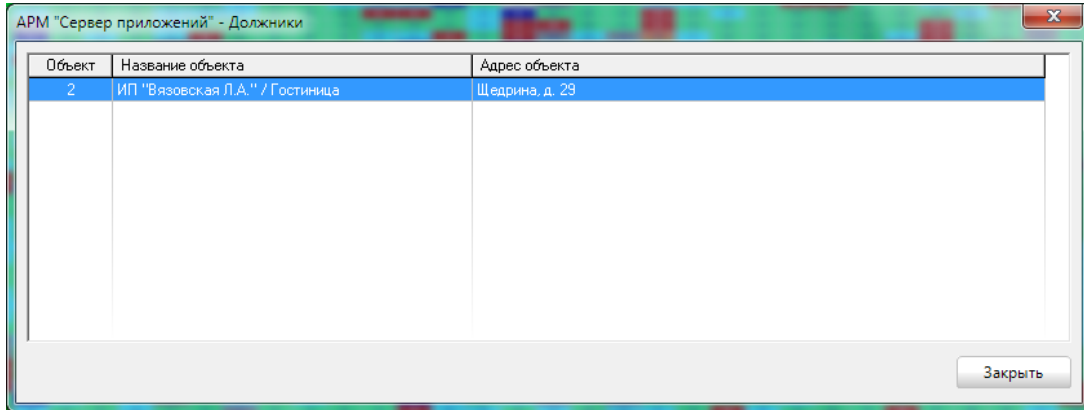 АРМ "Сервер приложений" - Должники
Объект Название объекта Адрес объекта
2 ИП "Вязовская Л.А." / Гостиница Щедрина, д. 29
Закрыть